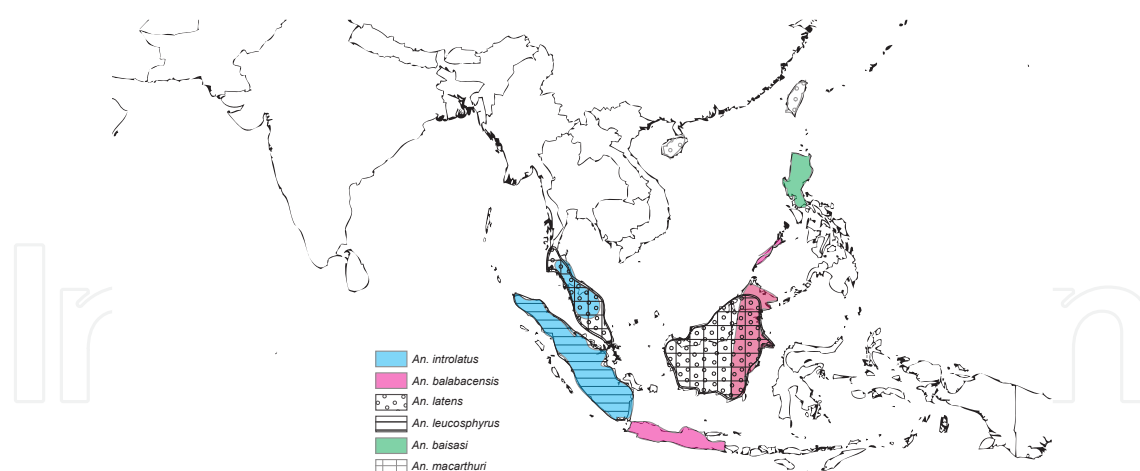 An. introlatus
An. balabacensis
An. latens
An. leucosphyrus
An. baisasi
An. macarthuri